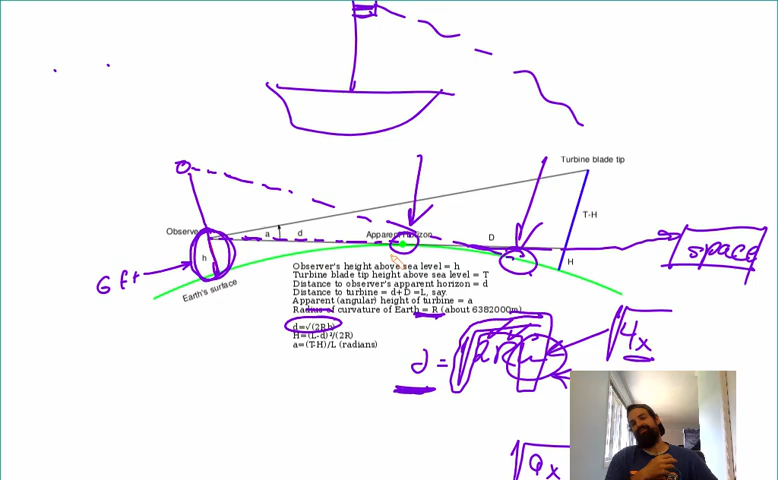 Turbine blade tip
T-H
Observe
a
d
Apparent Horizon
D
space
h
H
6 ft
Earth's surface
Observer's height above sea level = h
Turbine blade tip height above sea level = T
Distance to observer's apparent horizon = d
Distance to turbine = d+D =L, say
Apparent (angular) height of turbine = a
Radius of curvature of Earth = R (about 6382000m)
d=√(2Rh)
H=(L-d)²/(2R)
a=(T-H)/L (radians)
√4x
d = √2R